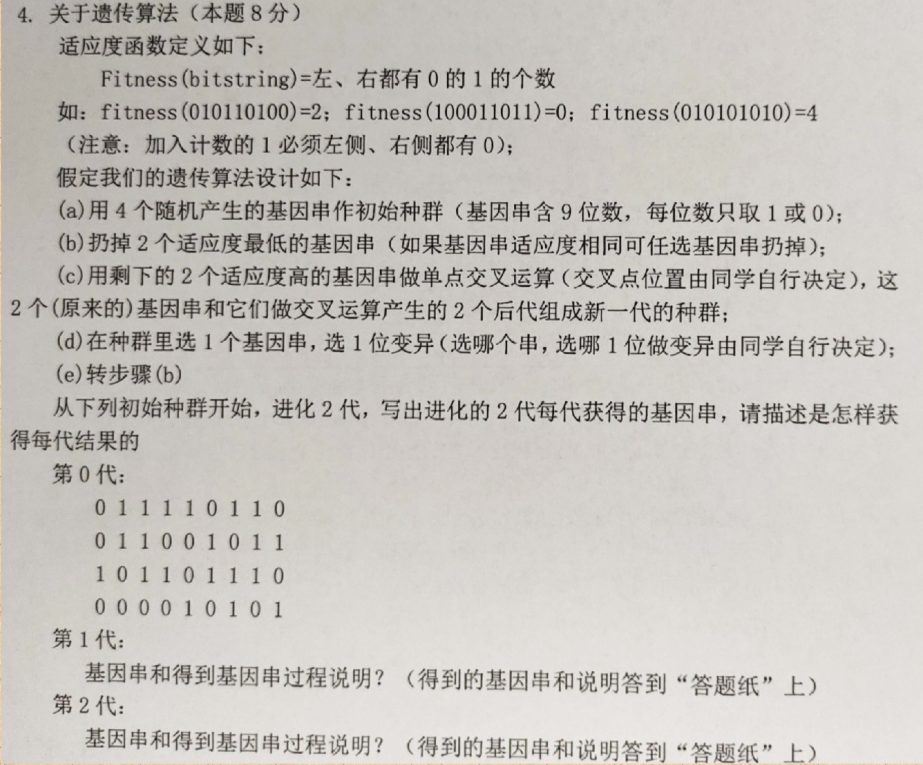 4. 关于遗传算法（本题8分）
适应度函数定义如下：
Fitness(bitstring)=左、右都有0的1的个数
如：fitness(010110100)=2；fitness(100011011)=0；fitness(010101010)=4
（注意：加入计数的1必须左侧、右侧都有0）；
假定我们的遗传算法设计如下：
(a)用4个随机产生的基因串作初始种群（基因串含9位数，每位数只取1或0）；
(b)扔掉2个适应度最低的基因串（如果基因串适应度相同可任选基因串扔掉）；
(c)用剩下的2个适应度高的基因串做单点交叉运算（交叉点位置由同学自行决定），这
2个(原来的)基因串和它们做交叉运算产生的2个后代组成新一代的种群；
(d)在种群里选1个基因串，选1位变异（选哪个串，选哪1位做变异由同学自行决定）；
(e)转步骤(b)
从下列初始种群开始，进化2代，写出进化的2代每代获得的基因串，请描述是怎样获
得每代结果的
第0代：
0 1 1 1 1 0 1 1 0
0 1 1 0 0 1 0 1 1
1 0 1 1 0 1 1 1 0
0 0 0 0 1 0 1 0 1
第1代：
基因串和得到基因串过程说明？（得到的基因串和说明答到“答题纸”上）
第2代：
基因串和得到基因串过程说明？（得到的基因串和说明答到“答题纸”上）